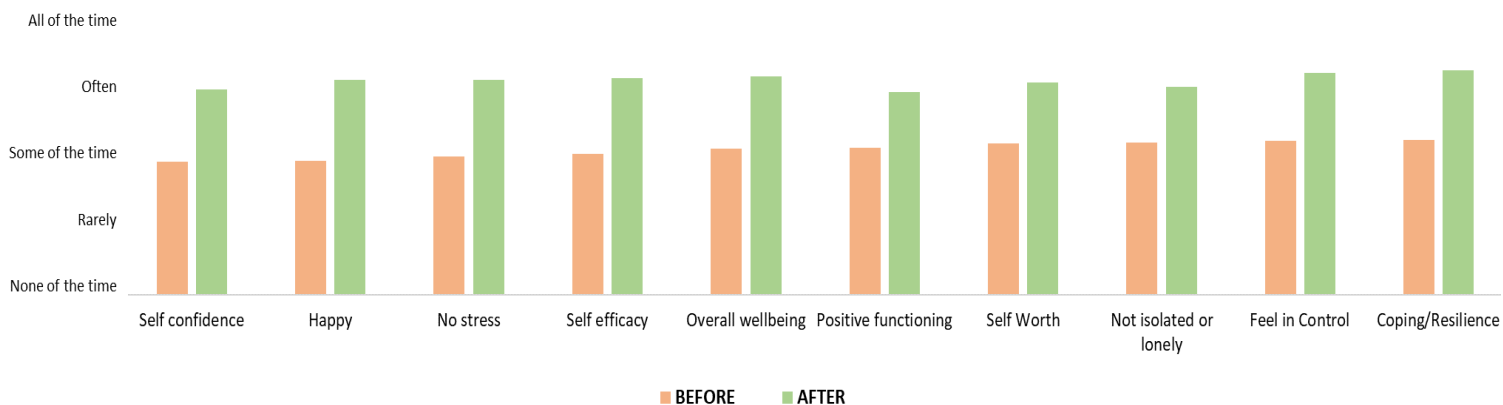 All of the time
Often
Some of the time
Rarely
None of the time
Self confidence
Happy
No stress
Self efficacy
Overall wellbeing
Positive functioning
Self Worth
Not isolated or
lonely
Feel in Control
Coping/Resilience
BEFORE
AFTER